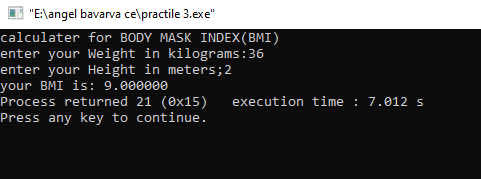 "E:\angel bavarva ce\practile 3.exe"
calculater for BODY MASK INDEX(BMI)
enter your Weight in kilograms:36
enter your Height in meters;2
your BMI is: 9.000000
Process returned 21 (0x15)   execution time : 7.012 s
Press any key to continue.